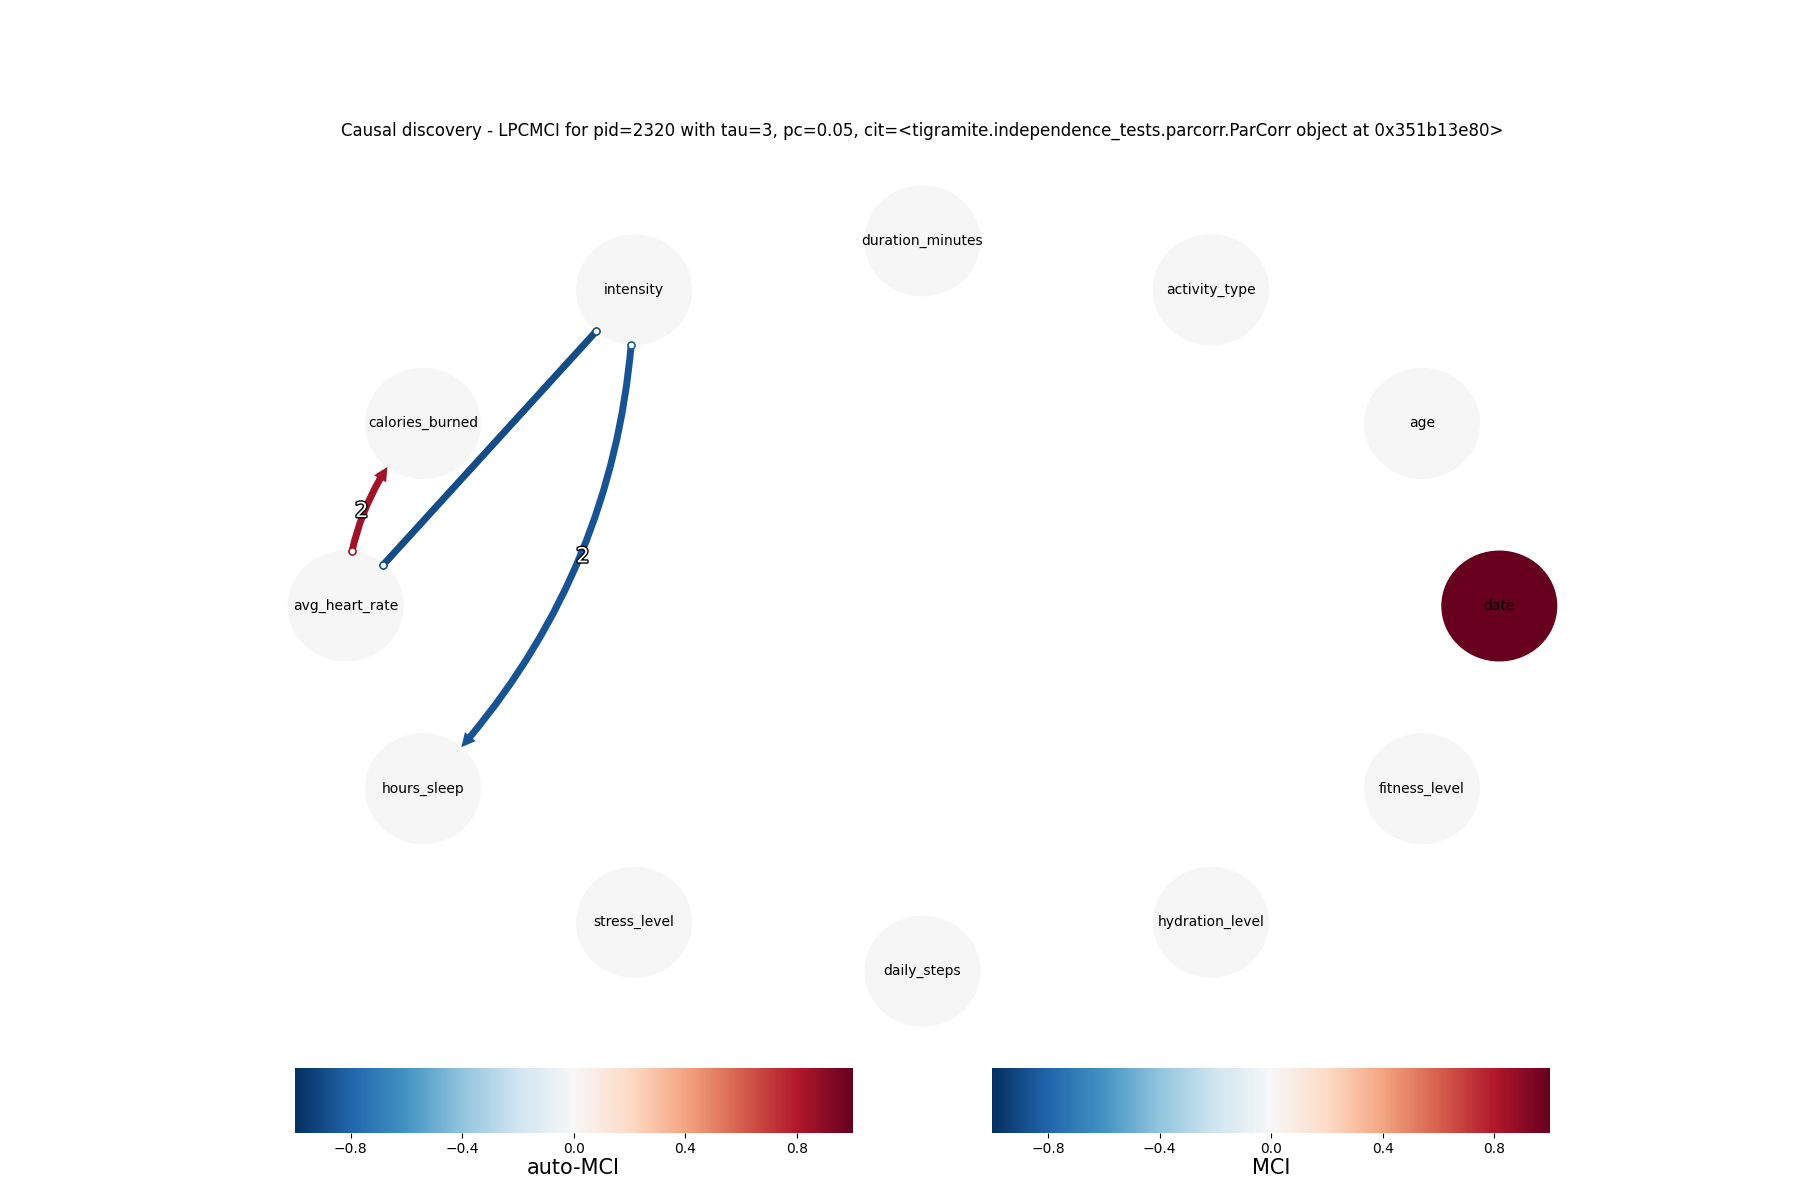 Causal discovery - LPCMCI for pid=2320 with tau=3, pc=0.05, cit=<tigramite.independence_tests.parcorr.ParCorr object at 0x351b13e80>
duration_minutes
intensity
activity_type
calories_burned
age
2
2
avg_heart_rate
date
hours_sleep
fitness_level
stress_level
hydration_level
daily_steps
−0.8 −0.4 0.0 0.4 0.8
auto-MCI
−0.8 −0.4 0.0 0.4 0.8
MCI